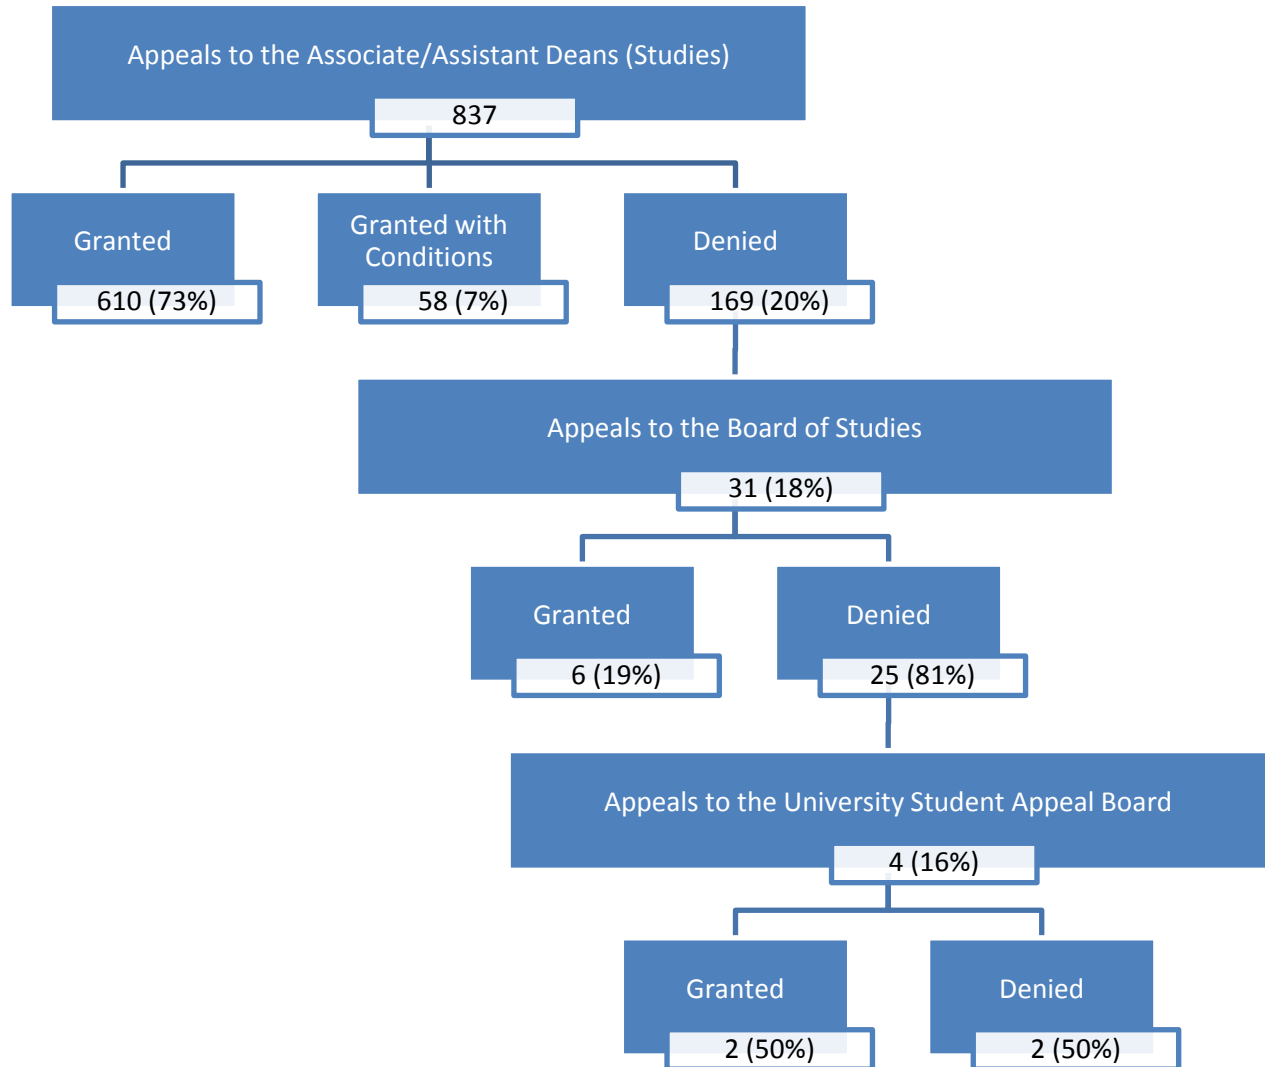 Appeals to the Associate/Assistant Deans (Studies)
837
Granted
610 (73%)
Granted with
Conditions
58 (7%)
Denied
169 (20%)
Appeals to the Board of Studies
31 (18%)
Granted
6 (19%)
Denied
25 (81%)
Appeals to the University Student Appeal Board
4 (16%)
Granted
2 (50%)
Denied
2 (50%)